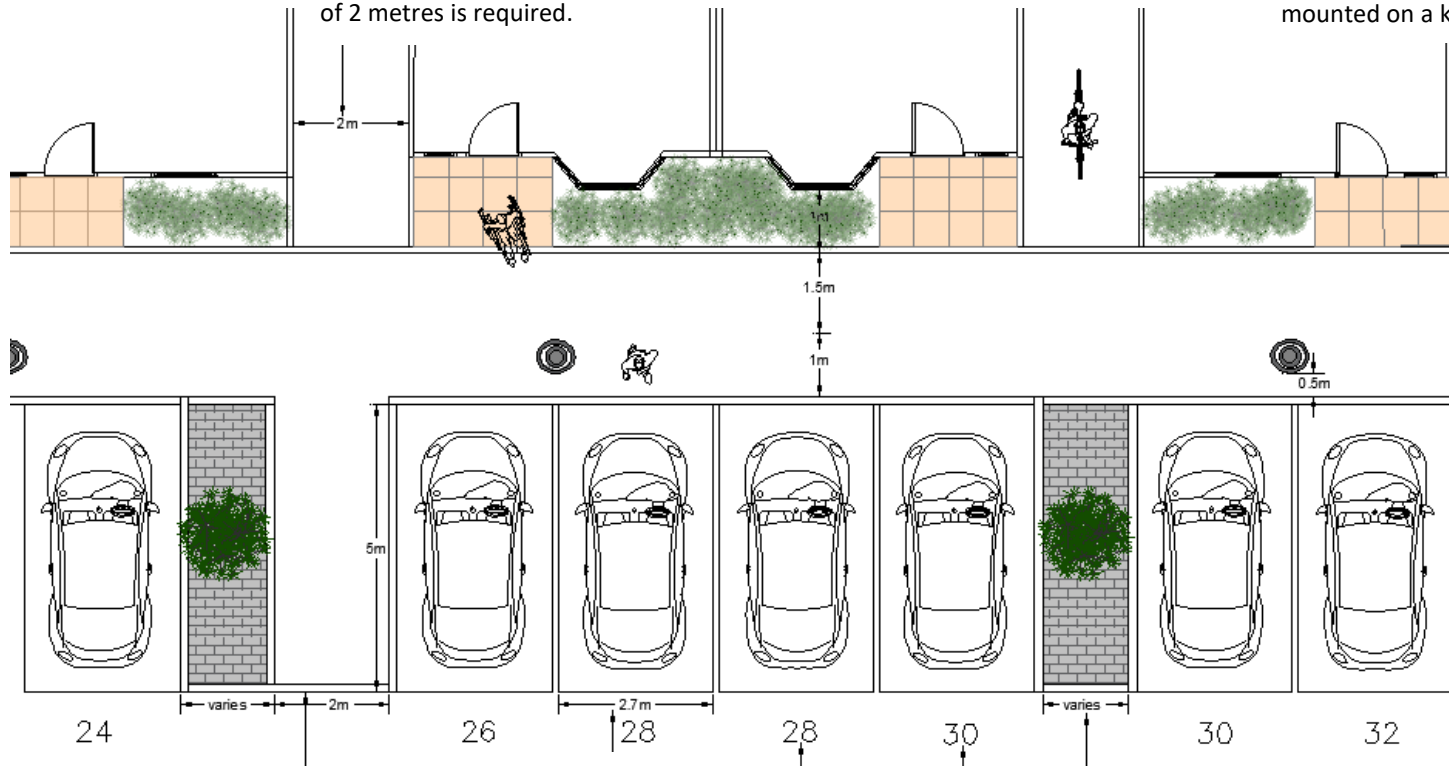 of 2 metres is required.
mounted on a k
2m
1m
1.5m
1m
0.5m
5m
varies
2m
2.7m
varies
24
26
28
28
30
30
32